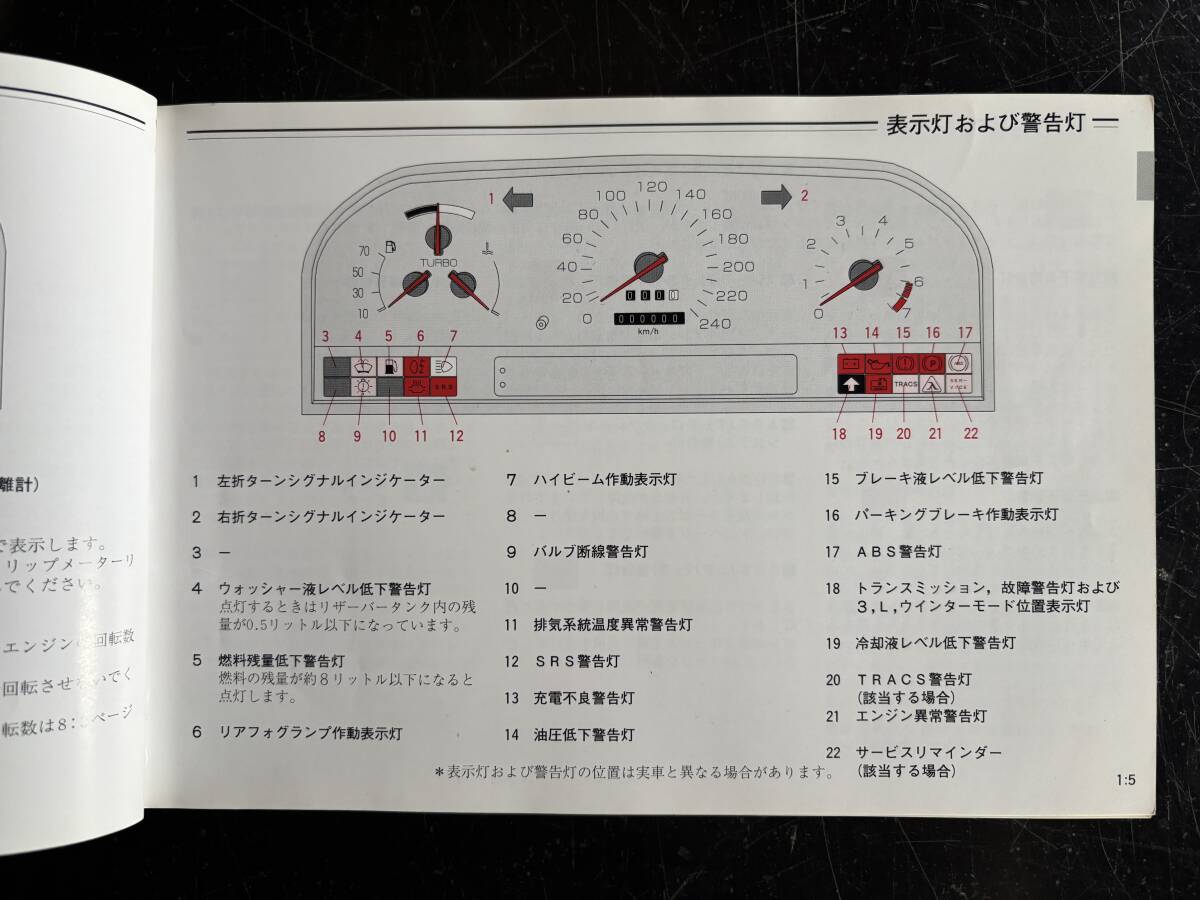 離計)
で表示します。
リップメーターリ
でください。
エンジン
回転数
回転させ
いでく
転数は8:
ページ
表示灯および警告灯
1
2
TURBO
70
50
30
10
0
20
40
60
80
100
120
140
160
180
200
220
240
000
000000
km/h
0
1
2
3
4
5
6
7
3
4
5
6
7
SRS
8
9
10
11
12
13
14
15
16
17
TRACS
SER-
VICE
18
19
20
21
22
1 左折ターンシグナルインジケーター
2 右折ターンシグナルインジケーター
3 ー
4 ウォッシャー液レベル低下警告灯
点灯するときはリザーバータンク内の残
量が0.5リットル以下になっています。
5 燃料残量低下警告灯
燃料の残量が約8リットル以下になると
点灯します。
6 リアフォグランプ作動表示灯
7 ハイビーム作動表示灯
8 ー
9 バルブ断線警告灯
10 ー
11 排気系統温度異常警告灯
12 SRS警告灯
13 充電不良警告灯
14 油圧低下警告灯
15 ブレーキ液レベル低下警告灯
16 パーキングブレーキ作動表示灯
17 ABS警告灯
18 トランスミッション,故障警告灯および
3,L,ウインターモード位置表示灯
19 冷却液レベル低下警告灯
20 TRACS警告灯
(該当する場合)
21 エンジン異常警告灯
22 サービスリマインダー
(該当する場合)
*表示灯および警告灯の位置は実車と異なる場合があります。
1:5